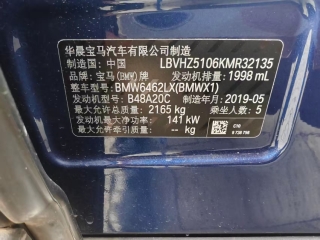 华晨宝马汽车有限公司制造
制造国：中国 LBVHZ5106KMR32135
品牌：宝马(BMW)牌 发动机排量：1998 mL
整车型号：BMW6462LX(BMWX1)
发动机型号：B48A20C 制造年月：2019-05
最大允许总质量：2165 kg 乘坐人数：5
发动机最大净功率：141 kW
最大允许牵引质量：-- kg